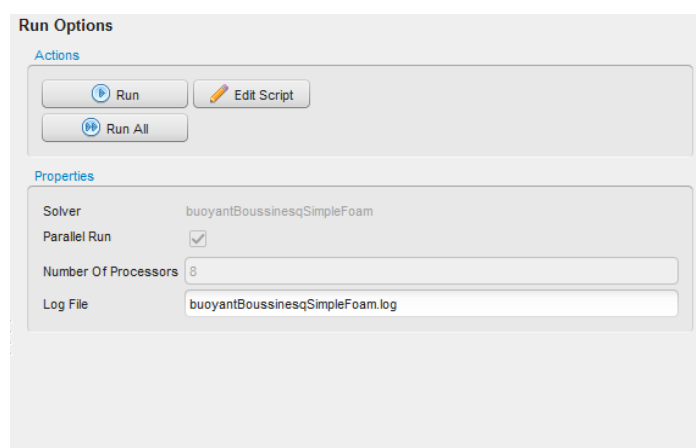 Run Options
Actions
Run
Edit Script
Run All
Properties
Solver buoyantBoussinesqSimpleFoam
Parallel Run
Number Of Processors 8
Log File buoyantBoussinesqSimpleFoam.log